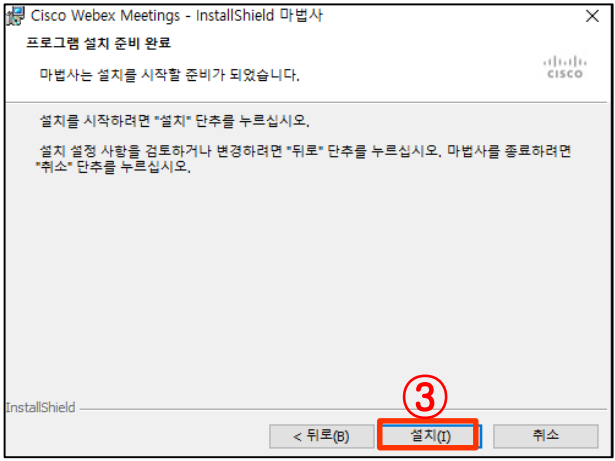 Cisco Webex Meetings - InstallShield 마법사
프로그램 설치 준비 완료
마법사는 설치를 시작할 준비가 되었습니다.
CISCO
설치를 시작하려면 "설치" 단추를 누르십시오.
설치 설정 사항을 검토하거나 변경하려면 "뒤로" 단추를 누르십시오. 마법사를 종료하려면
"취소" 단추를 누르십시오.
③
InstallShield
< 뒤로(B) 설치(I) 취소